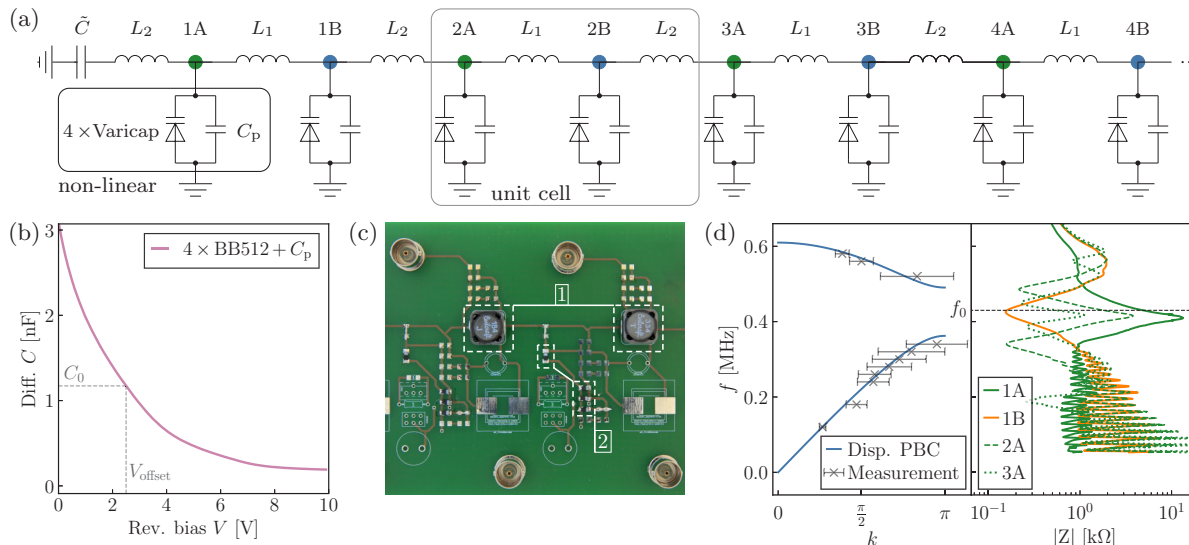 (a)
C̃ L₂ 1A L₁ 1B L₂ 2A L₁ 2B L₂ 3A L₁ 3B L₂ 4A L₁ 4B
4 ×Varicap Cₚ
non-linear
unit cell
(b)
3
2
1
0
Diff. C [nF]
4 × BB512 + Cₚ
C₀
V_offset
0 2 4 6 8 10
Rev. bias V [V]
(c)
1
2
(d)
0.6
0.4
0.2
0.0
f [MHz]
f₀
Disp. PBC
Measurement
0 π/2 π
k
1A
1B
2A
3A
10⁻¹ 10⁰ 10¹
|Z| [kΩ]